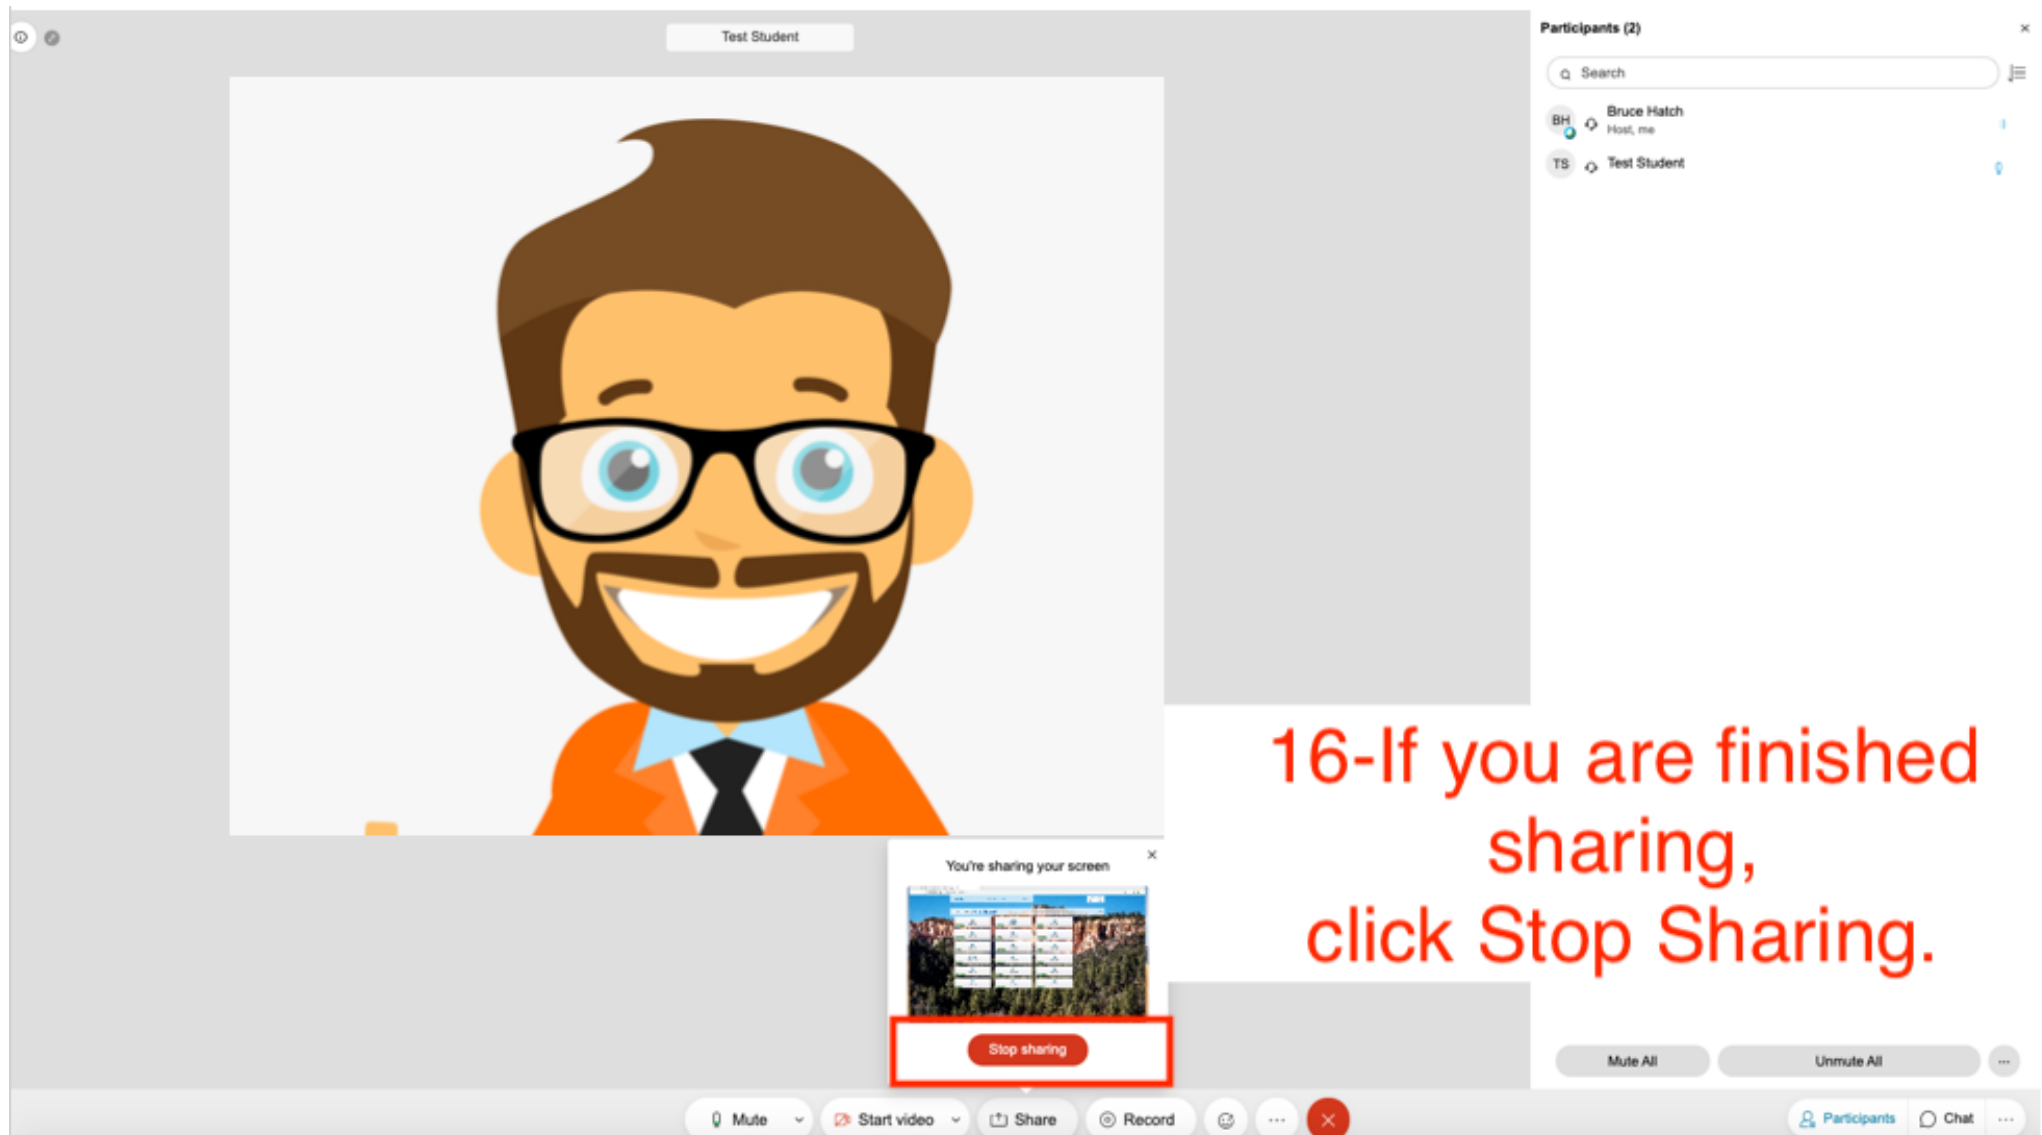 Test Student
Participants (2)
Search
BH
Bruce Hatch
Host, me
TS
Test Student
16-If you are finished
sharing,
click Stop Sharing.
You're sharing your screen
Stop sharing
Mute All
Unmute All
Mute
Start video
Share
Record
Participants
Chat